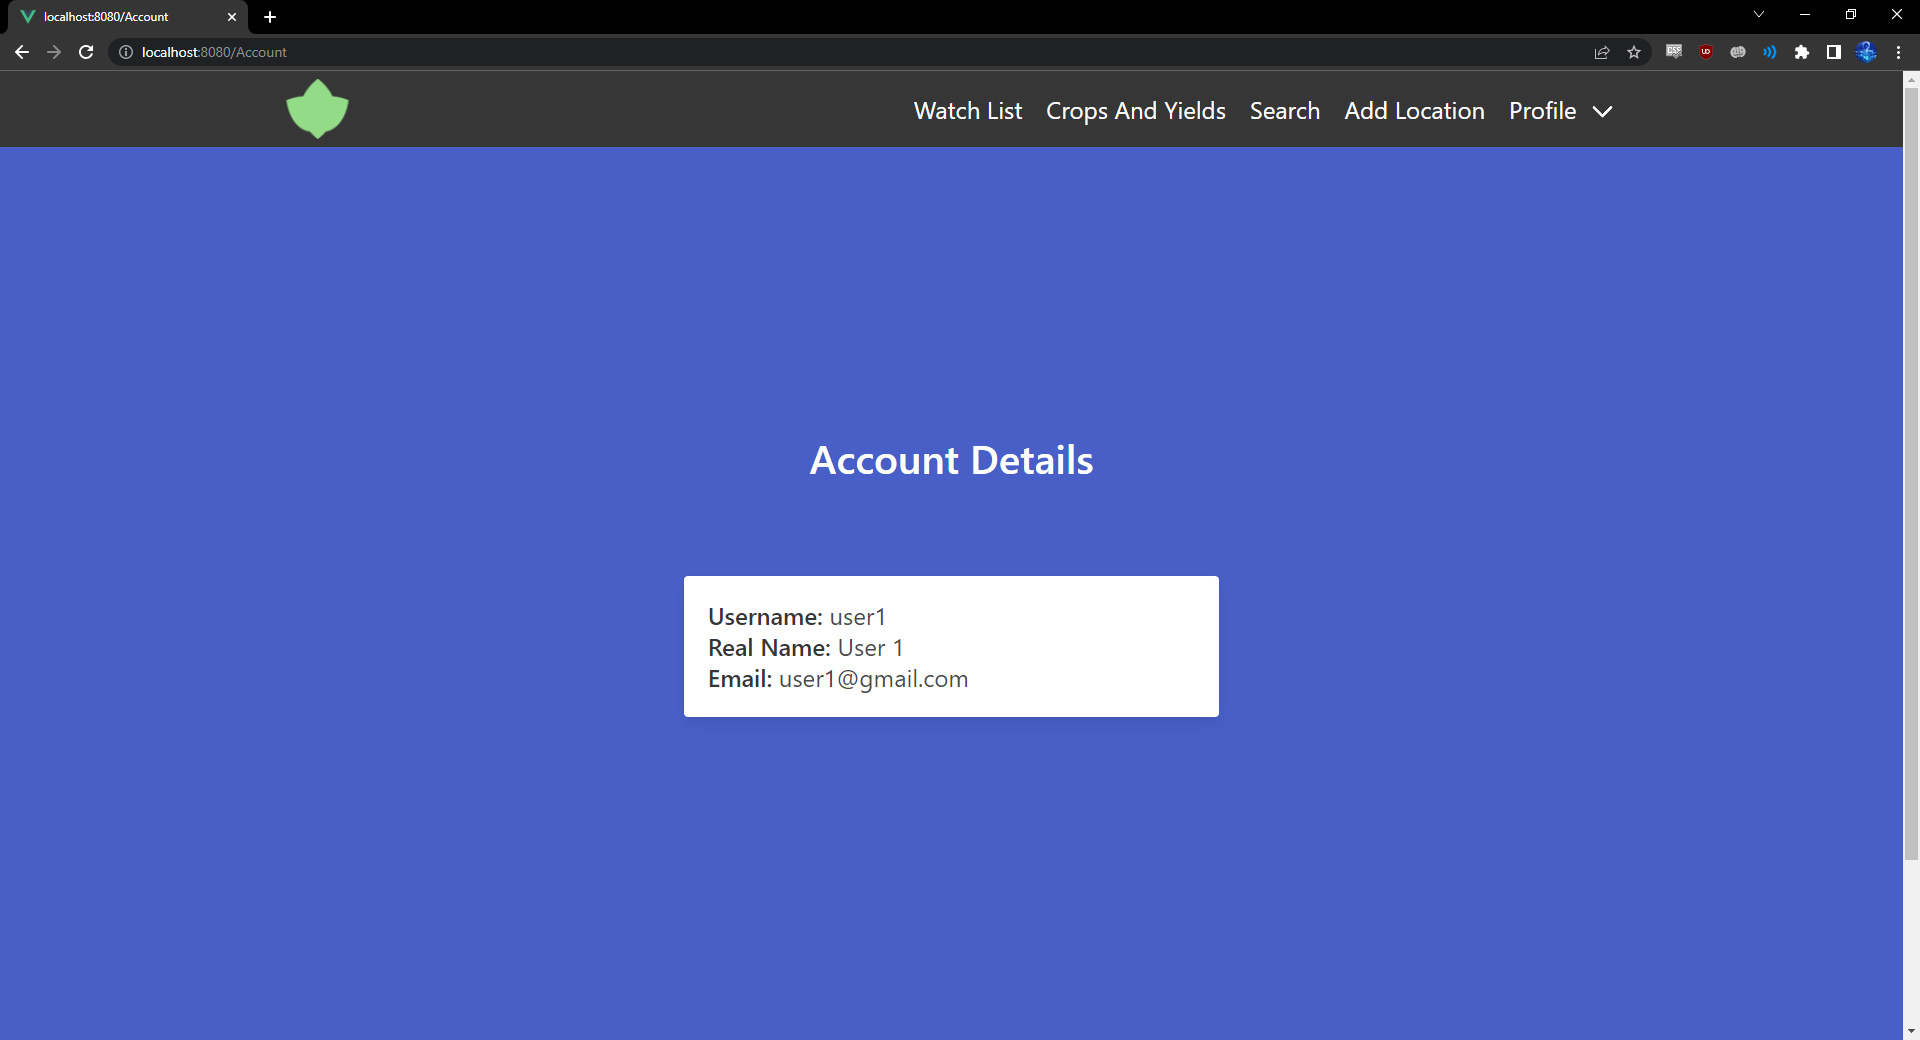 localhost:8080/Account
localhost:8080/Account
Watch List Crops And Yields Search Add Location Profile
Account Details
Username: user1
Real Name: User 1
Email: user1@gmail.com